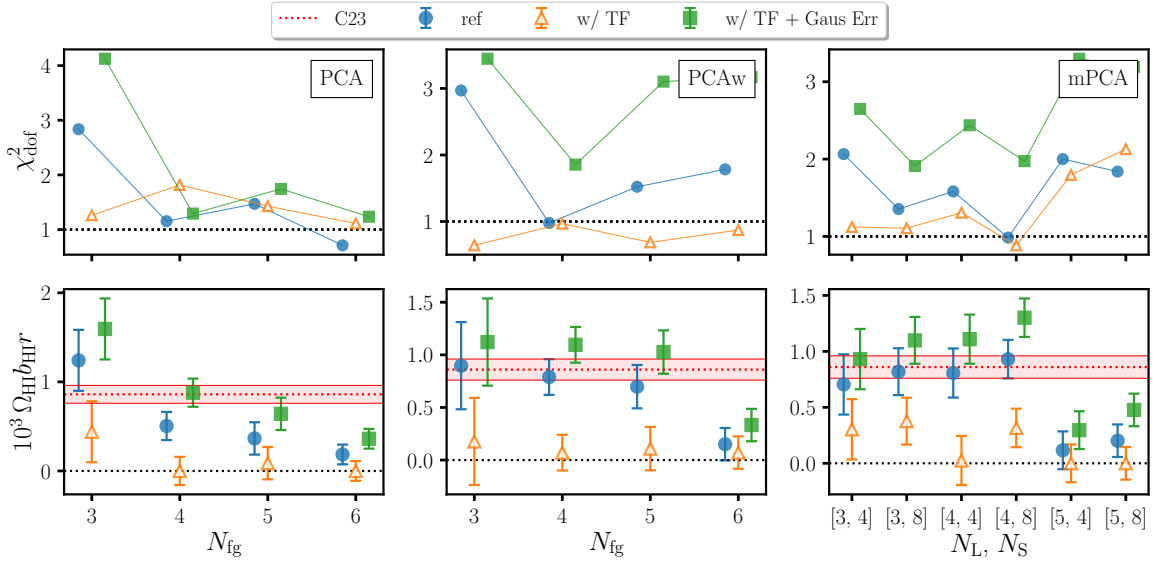 C23 ref w/ TF w/ TF + Gaus Err
PCA PCAw mPCA
χ²dof
4
3
2
1
3
2
1
3
2
1
10³ ΩHI bHI r
2
1
0
3 4 5 6
Nfg
1.5
1.0
0.5
0.0
3 4 5 6
Nfg
1.5
1.0
0.5
0.0
[3, 4] [3, 8] [4, 4] [4, 8] [5, 4] [5, 8]
NL, NS